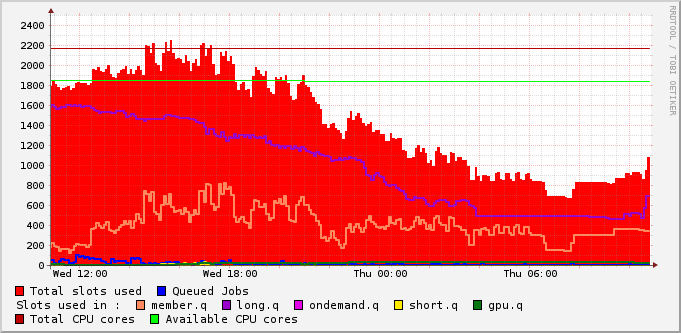 RRDTOOL / TOBI OETIKER
2400
2200
2000
1800
1600
1400
1200
1000
800
600
400
200
0
Wed 12:00 Wed 18:00 Thu 00:00 Thu 06:00
Total slots used Queued Jobs
Slots used in : member.q long.q ondemand.q short.q gpu.q
Total CPU cores Available CPU cores